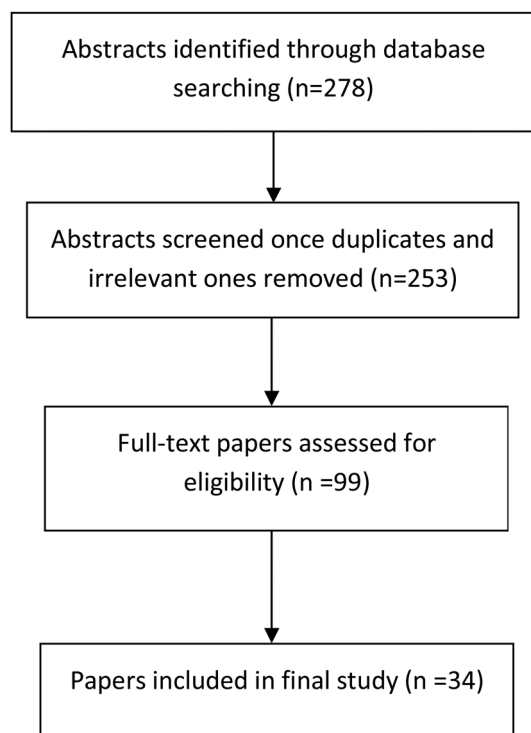 Abstracts identified through database
searching (n=278)
Abstracts screened once duplicates and
irrelevant ones removed (n=253)
Full-text papers assessed for
eligibility (n =99)
Papers included in final study (n =34)